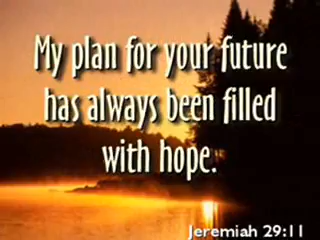 My plan for your future
has always been filled
with hope.
Jeremiah 29:11